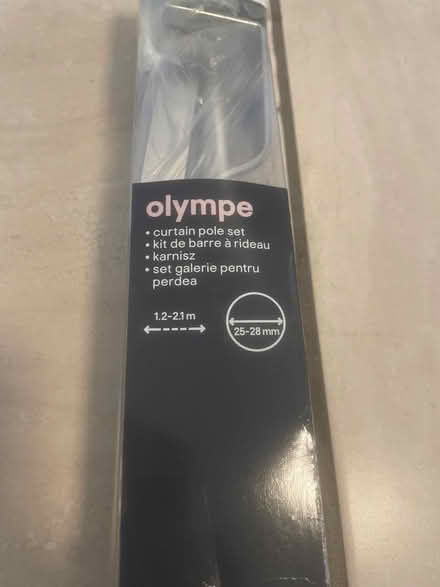 olympe
• curtain pole set
• kit de barre à rideau
• karnisz
• set galerie pentru
perdea
1.2-2.1 m
25-28 mm